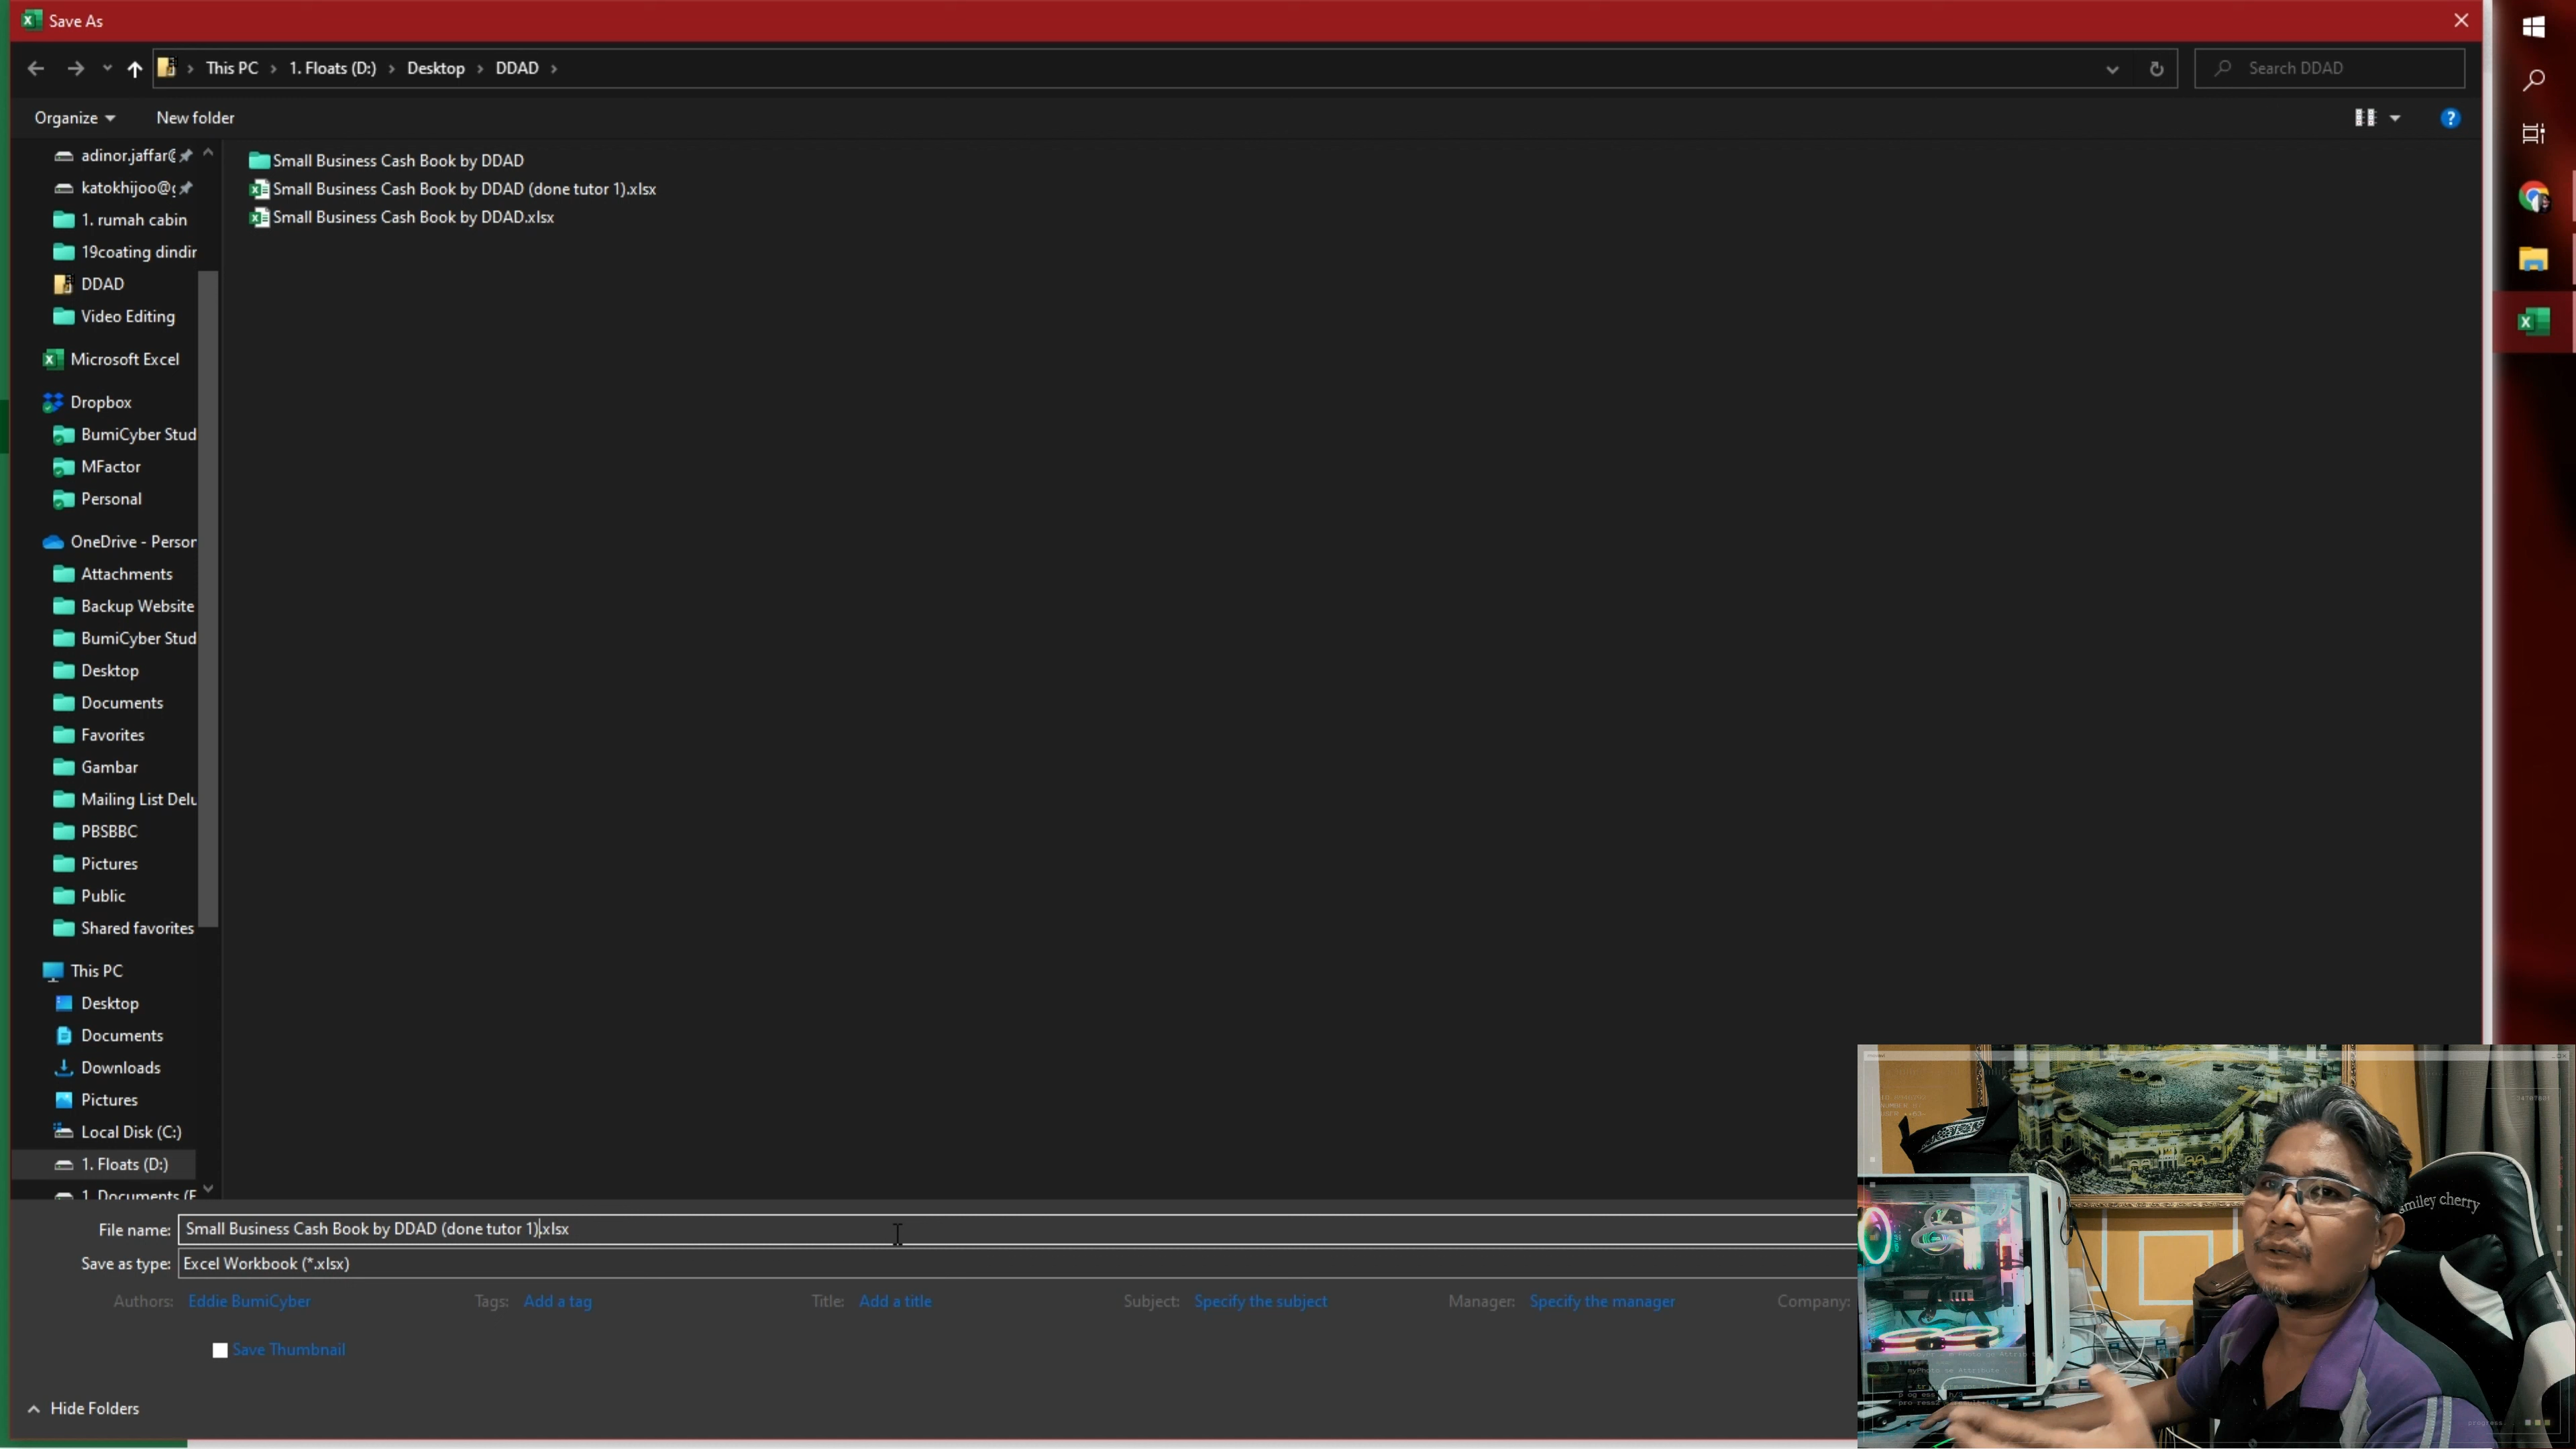 Save As
This PC
1. Floats (D:)
Desktop
DDAD
Search DDAD
Organize
New folder
adinor.jaffar@
katokhijoo@g
1. rumah cabin
19coating dindir
DDAD
Video Editing
Microsoft Excel
Dropbox
BumiCyber Stud
MFactor
Personal
OneDrive - Person
Attachments
Backup Website
BumiCyber Stud
Desktop
Documents
Favorites
Gambar
Mailing List Delu
PBSBBC
Pictures
Public
Shared favorites
This PC
Desktop
Documents
Downloads
Pictures
Local Disk (C:)
1. Floats (D:)
1. Documents (E
Small Business Cash Book by DDAD
Small Business Cash Book by DDAD (done tutor 1).xlsx
Small Business Cash Book by DDAD.xlsx
File name: Small Business Cash Book by DDAD (done tutor 1).xlsx
Save as type: Excel Workbook (*.xlsx)
Authors: Eddie BumiCyber Tags: Add a tag Title: Add a title Subject: Specify the subject Manager: Specify the manager Company:
Save Thumbnail
Hide Folders
smiley cherry